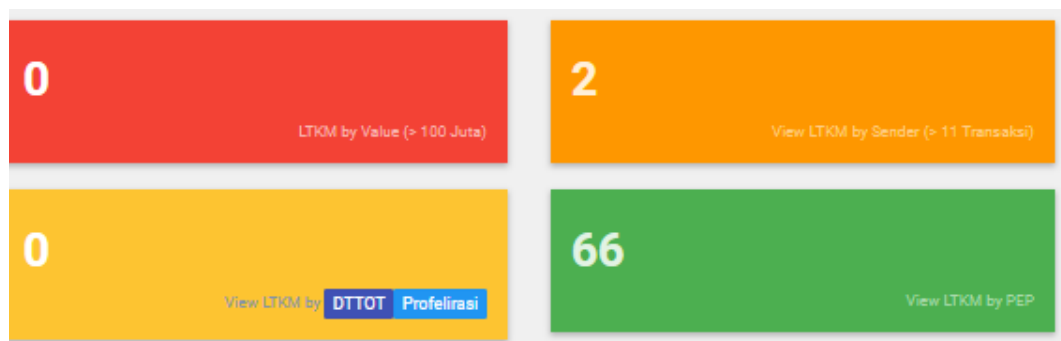 0
LTKM by Value (> 100 Juta)
2
View LTKM by Sender (> 11 Transaksi)
0
View LTKM by DTTOT Profelirasi
66
View LTKM by PEP